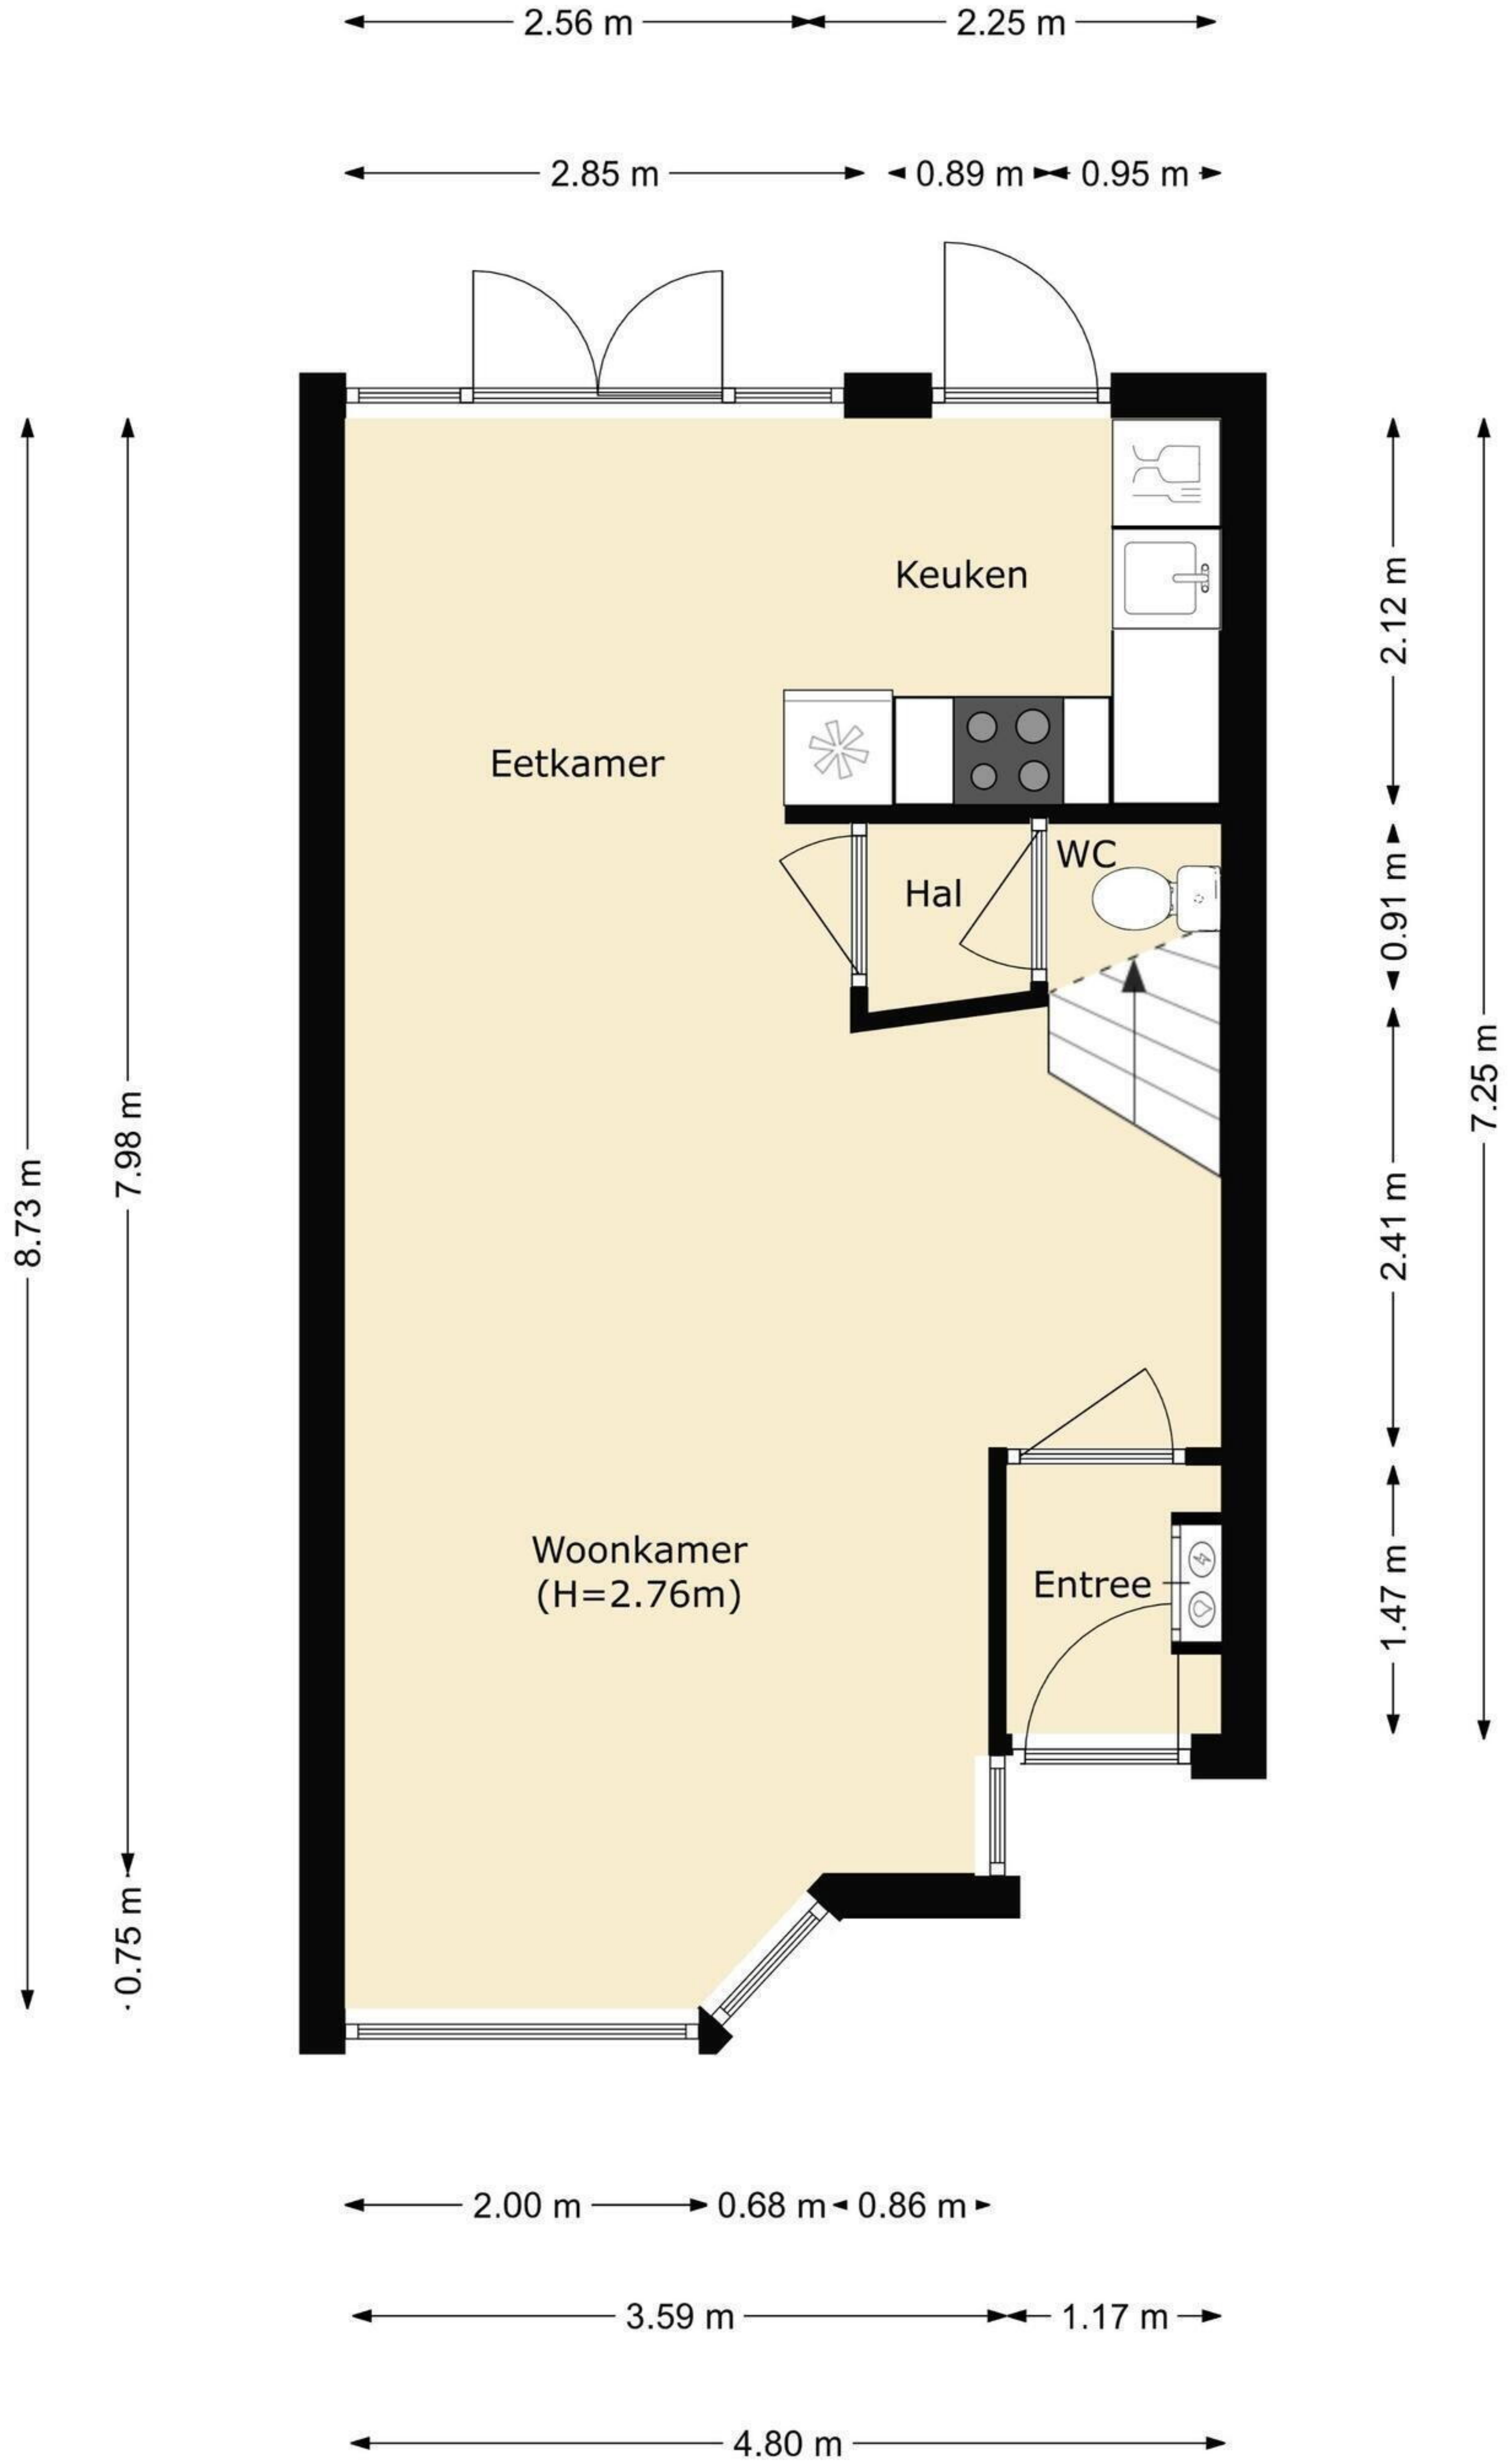 2.56 m
2.25 m
2.85 m
0.89 m
0.95 m
Keuken
2.12 m
Eetkamer
WC
Hal
0.91 m
7.25 m
7.98 m
8.73 m
2.41 m
Woonkamer
(H=2.76m)
Entree
1.47 m
0.75 m
2.00 m
0.68 m
0.86 m
3.59 m
1.17 m
4.80 m